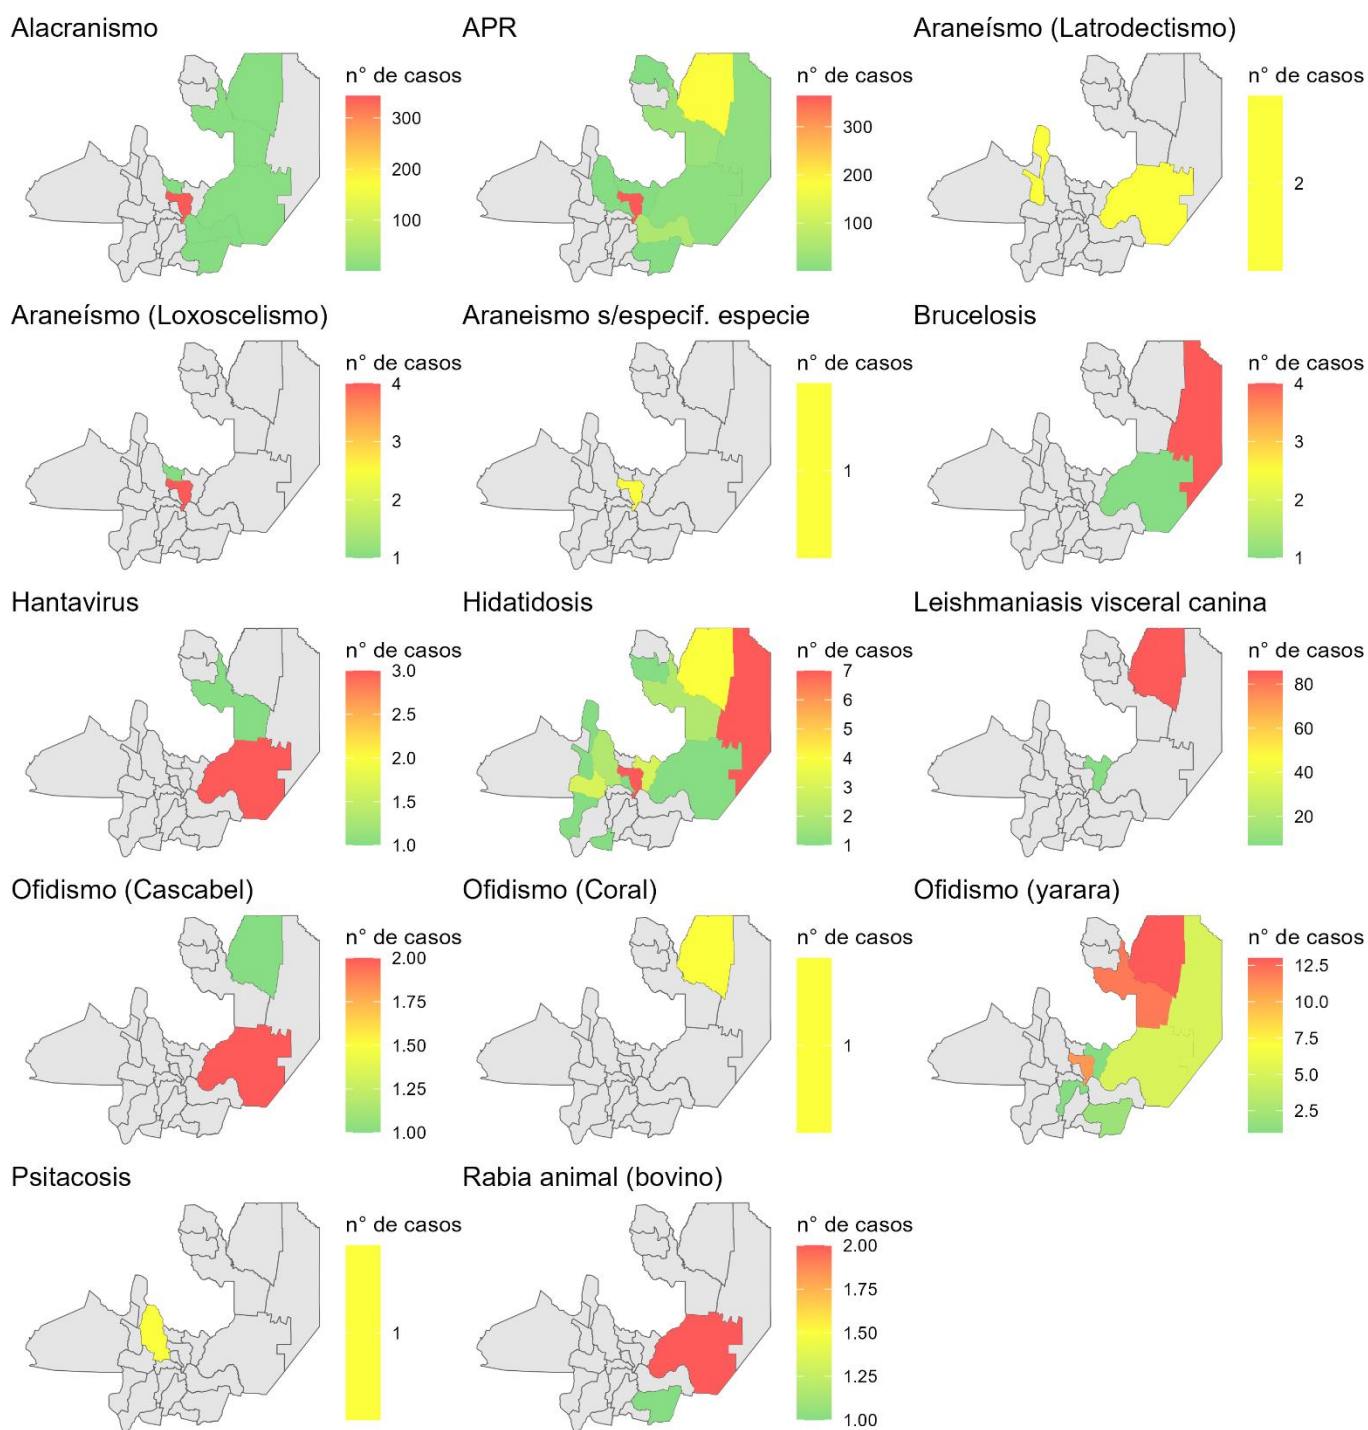 Alacranismo
n° de casos
300
200
100
APR
n° de casos
300
200
100
Araneísmo (Latrodectismo)
n° de casos
2
Araneísmo (Loxoscelismo)
n° de casos
4
3
2
1
Araneismo s/especif. especie
n° de casos
1
Brucelosis
n° de casos
4
3
2
1
Hantavirus
n° de casos
3.0
2.5
2.0
1.5
1.0
Hidatidosis
n° de casos
7
6
5
4
3
2
1
Leishmaniasis visceral canina
n° de casos
80
60
40
20
Ofidismo (Cascabel)
n° de casos
2.00
1.75
1.50
1.25
1.00
Ofidismo (Coral)
n° de casos
1
Ofidismo (yarara)
n° de casos
12.5
10.0
7.5
5.0
2.5
Psitacosis
n° de casos
1
Rabia animal (bovino)
n° de casos
2.00
1.75
1.50
1.25
1.00